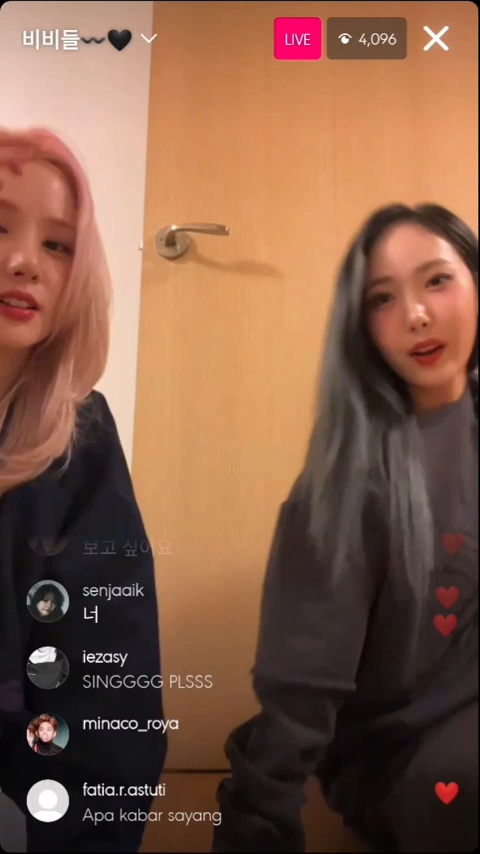 비비들〰️🖤
LIVE
4,096
보고 싶어요
senjaaik
너
iezasy
SINGGGG PLSSS
minaco_roya
fatia.r.astuti
Apa kabar sayang